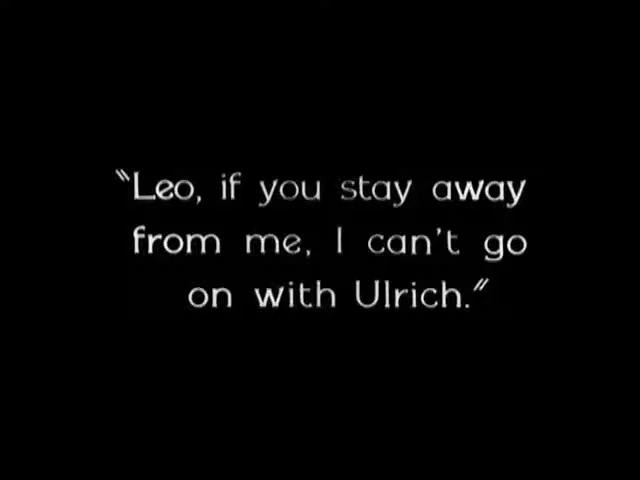 "Leo, if you stay away
from me, I can't go
on with Ulrich."